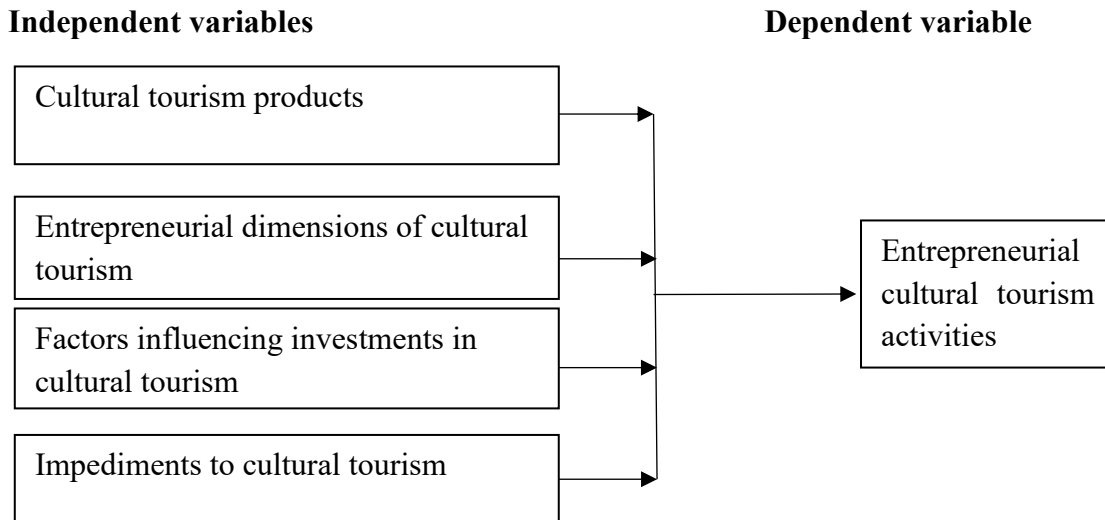 Independent variables
Dependent variable
Cultural tourism products
Entrepreneurial dimensions of cultural
tourism
Factors influencing investments in
cultural tourism
Impediments to cultural tourism
Entrepreneurial
cultural tourism
activities